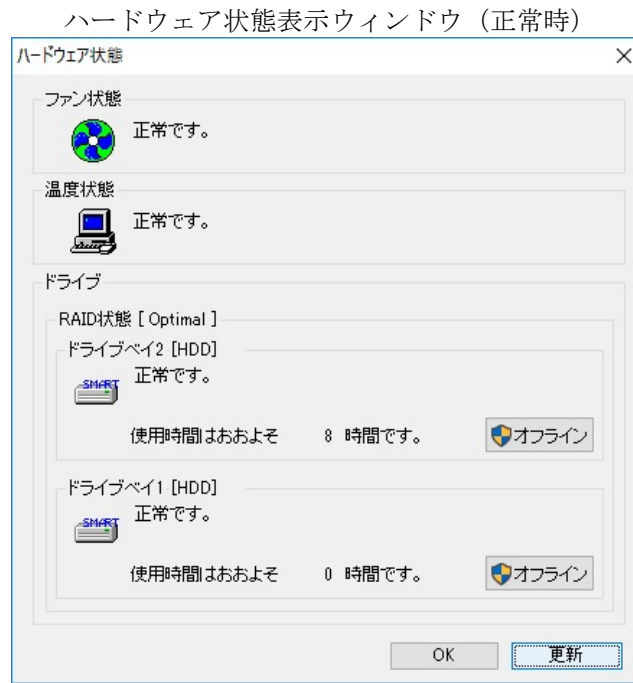 ハードウェア状態表示ウィンドウ（正常時）
ハードウェア状態
ファン状態
正常です。
温度状態
正常です。
ドライブ
RAID状態 [ Optimal ]
ドライブベイ2 [HDD]
SMART
正常です。
使用時間はおおよそ 8 時間です。 オフライン
ドライブベイ1 [HDD]
SMART
正常です。
使用時間はおおよそ 0 時間です。 オフライン
OK 更新